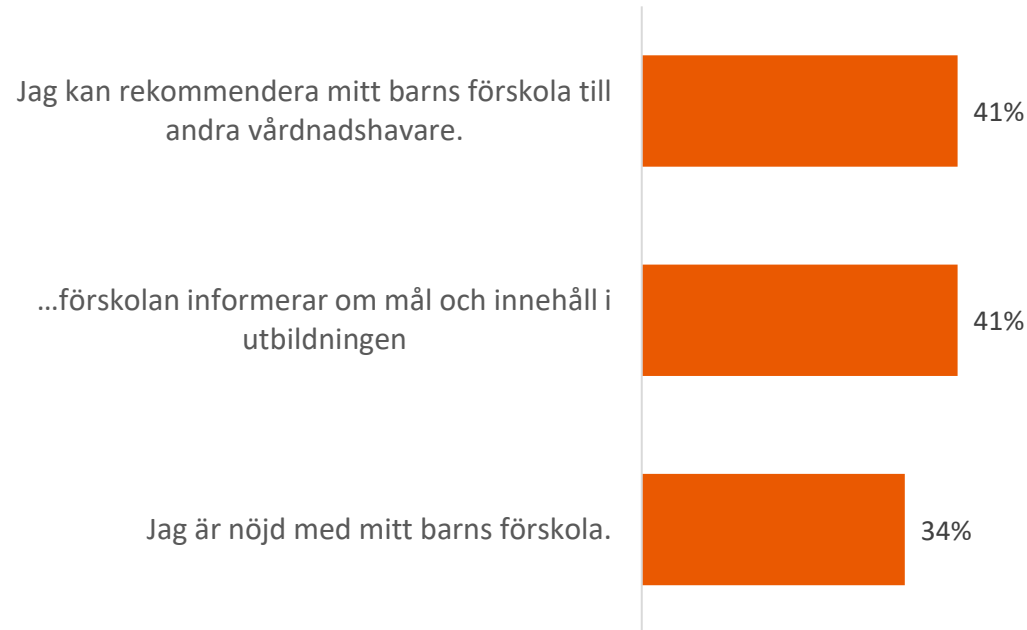 Jag kan rekommendera mitt barns förskola till
andra vårdnadshavare.
41%
...förskolan informerar om mål och innehåll i
utbildningen
41%
Jag är nöjd med mitt barns förskola.
34%